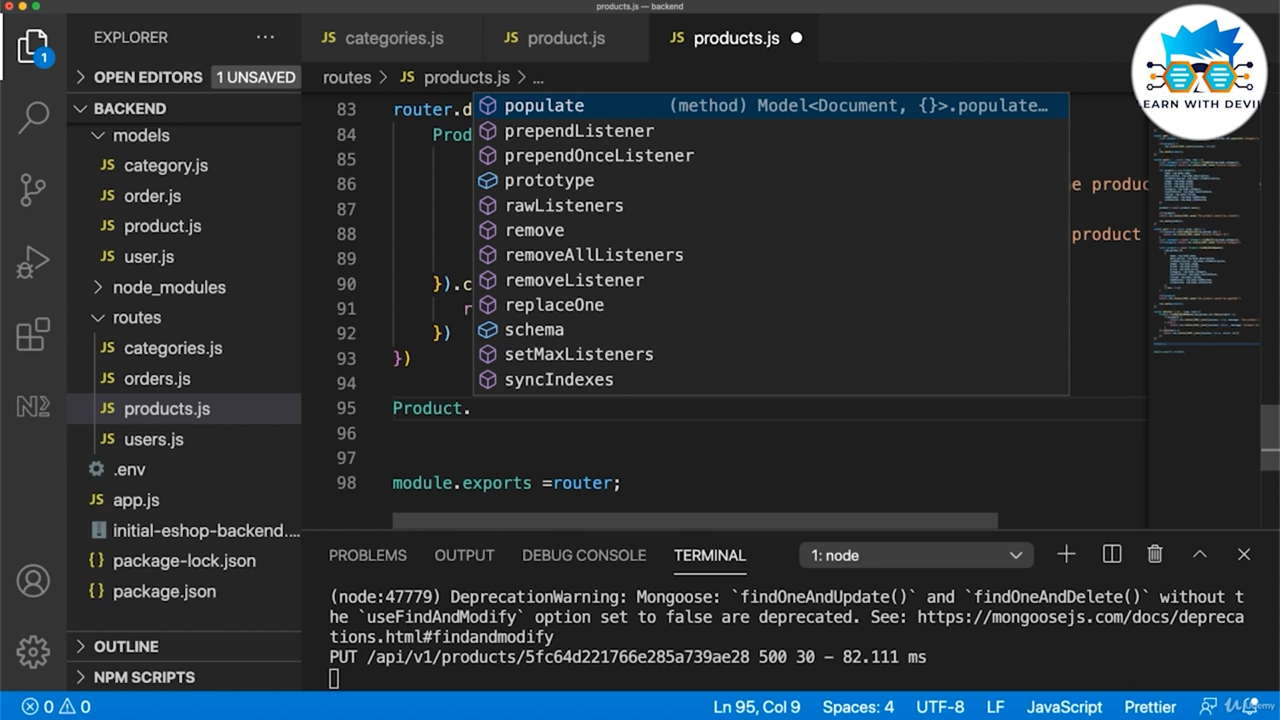 products.js — backend
EXPLORER
OPEN EDITORS 1 UNSAVED
BACKEND
models
category.js
order.js
product.js
user.js
node_modules
routes
categories.js
orders.js
products.js
users.js
.env
app.js
initial-eshop-backend....
package-lock.json
package.json
OUTLINE
NPM SCRIPTS
1
categories.js
product.js
products.js
routes > products.js > ...
83 router.d
84 Prod
85
86 e produc
87
88 product
89
90 }).c
91 r
92 })
93 })
94
95 Product.
96
97
98 module.exports =router;
populate (method) Model<Document, {}>.populate…
prependListener
prependOnceListener
prototype
rawListeners
remove
removeAllListeners
removeListener
replaceOne
schema
setMaxListeners
syncIndexes
PROBLEMS OUTPUT DEBUG CONSOLE TERMINAL 1: node
(node:47779) DeprecationWarning: Mongoose: `findOneAndUpdate()` and `findOneAndDelete()` without t
he `useFindAndModify` option set to false are deprecated. See: https://mongoosejs.com/docs/depreca
tions.html#findandmodify
PUT /api/v1/products/5fc64d221766e285a739ae28 500 30 - 82.111 ms
0 0 Ln 95, Col 9 Spaces: 4 UTF-8 LF JavaScript Prettier
EARN WITH DEVI
Udemy